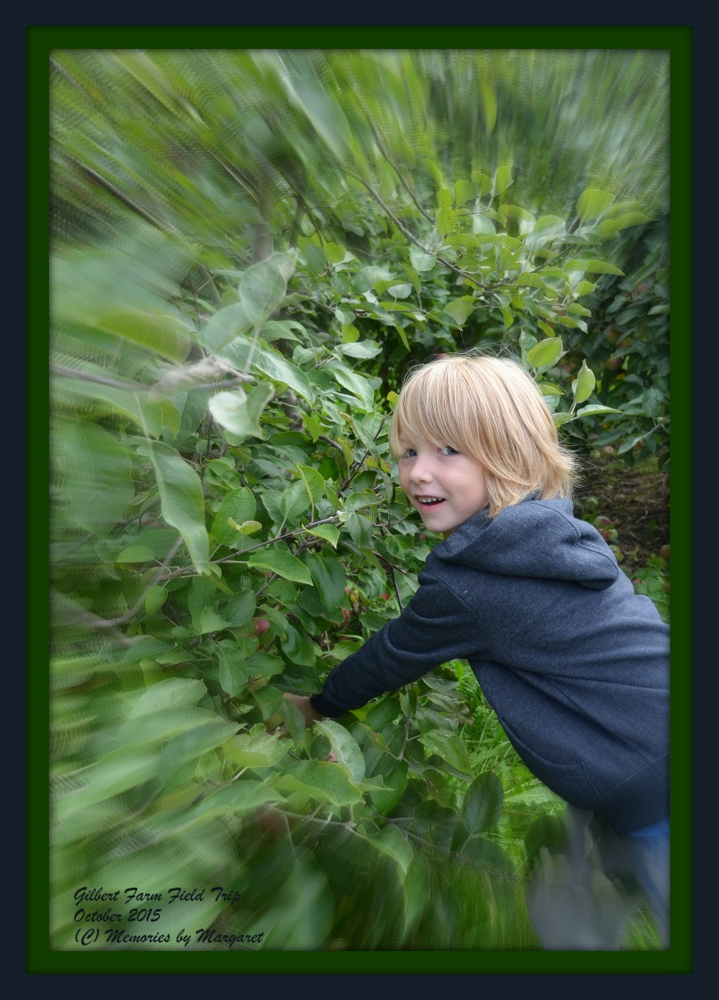 Gilbert Farm Field Trip
October 2015
(C) Memories by Margaret